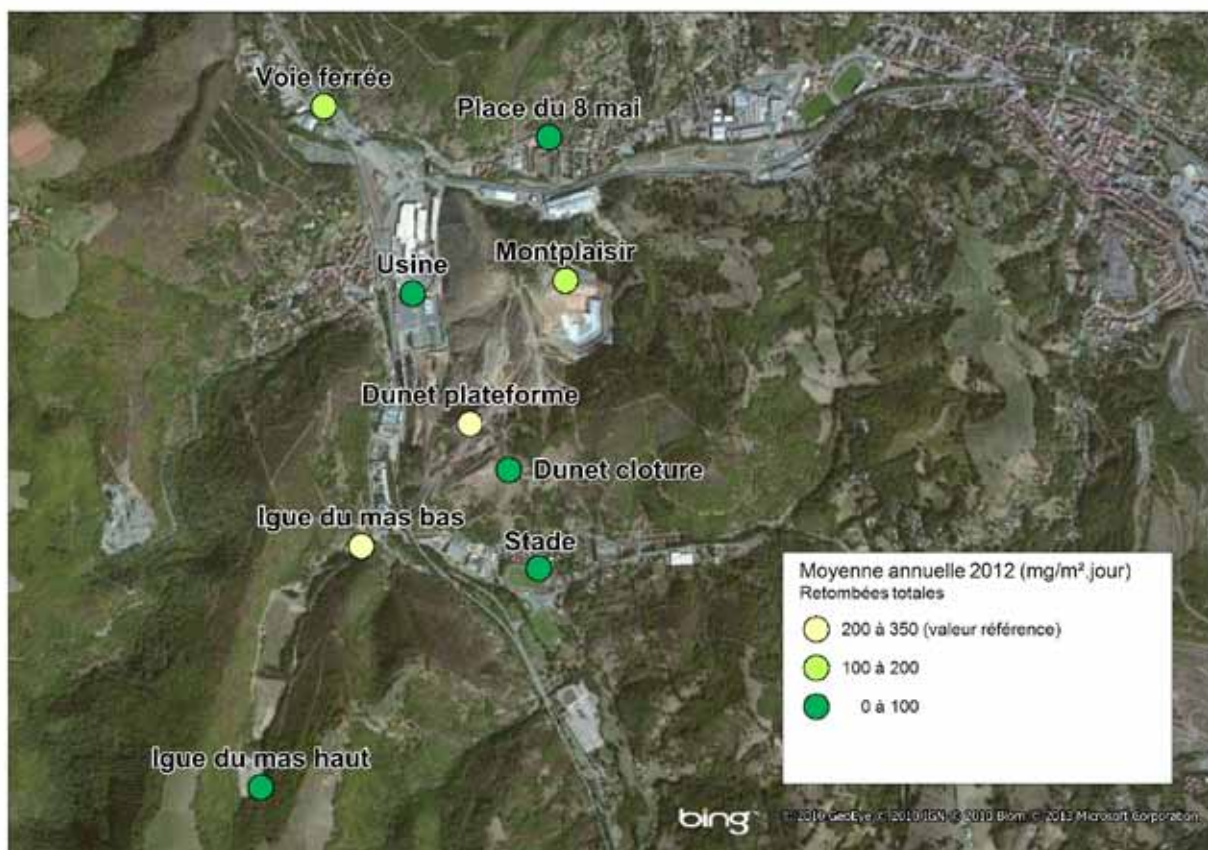 Voie ferrée
Place du 8 mai
Usine
Montplaisir
Dunet plateforme
Dunet cloture
Igue du mas bas
Stade
Igue du mas haut
Moyenne annuelle 2012 (mg/m².jour)
Retombées totales
200 à 350 (valeur référence)
100 à 200
0 à 100
bing™
© 2010 GeoEye © 2010 IGN © 2010 Blom © 2013 Microsoft Corporation